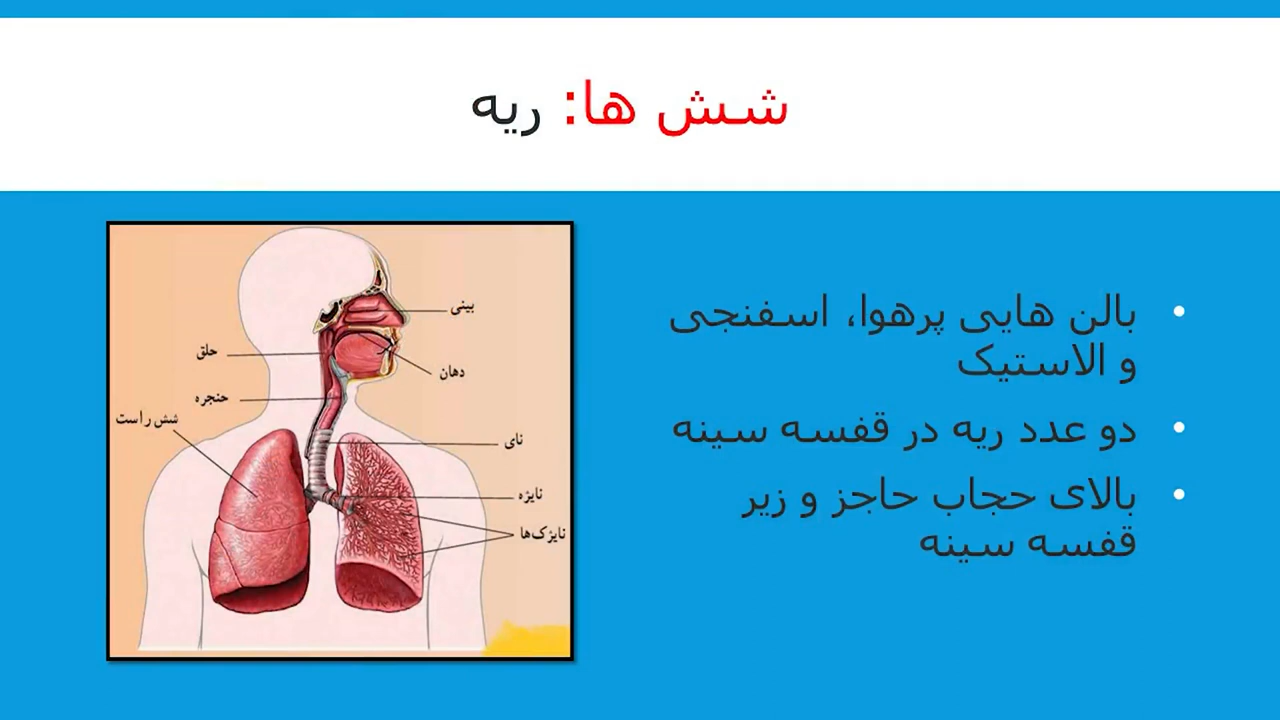 شش ها: ریه
بالن هایی پرهوا، اسفنجی
و الاستیک
دو عدد ریه در قفسه سینه
بالای حجاب حاجز و زیر
قفسه سینه
بینی
حلق
دهان
حنجره
شش راست
نای
نایژه
نایژک‌ها